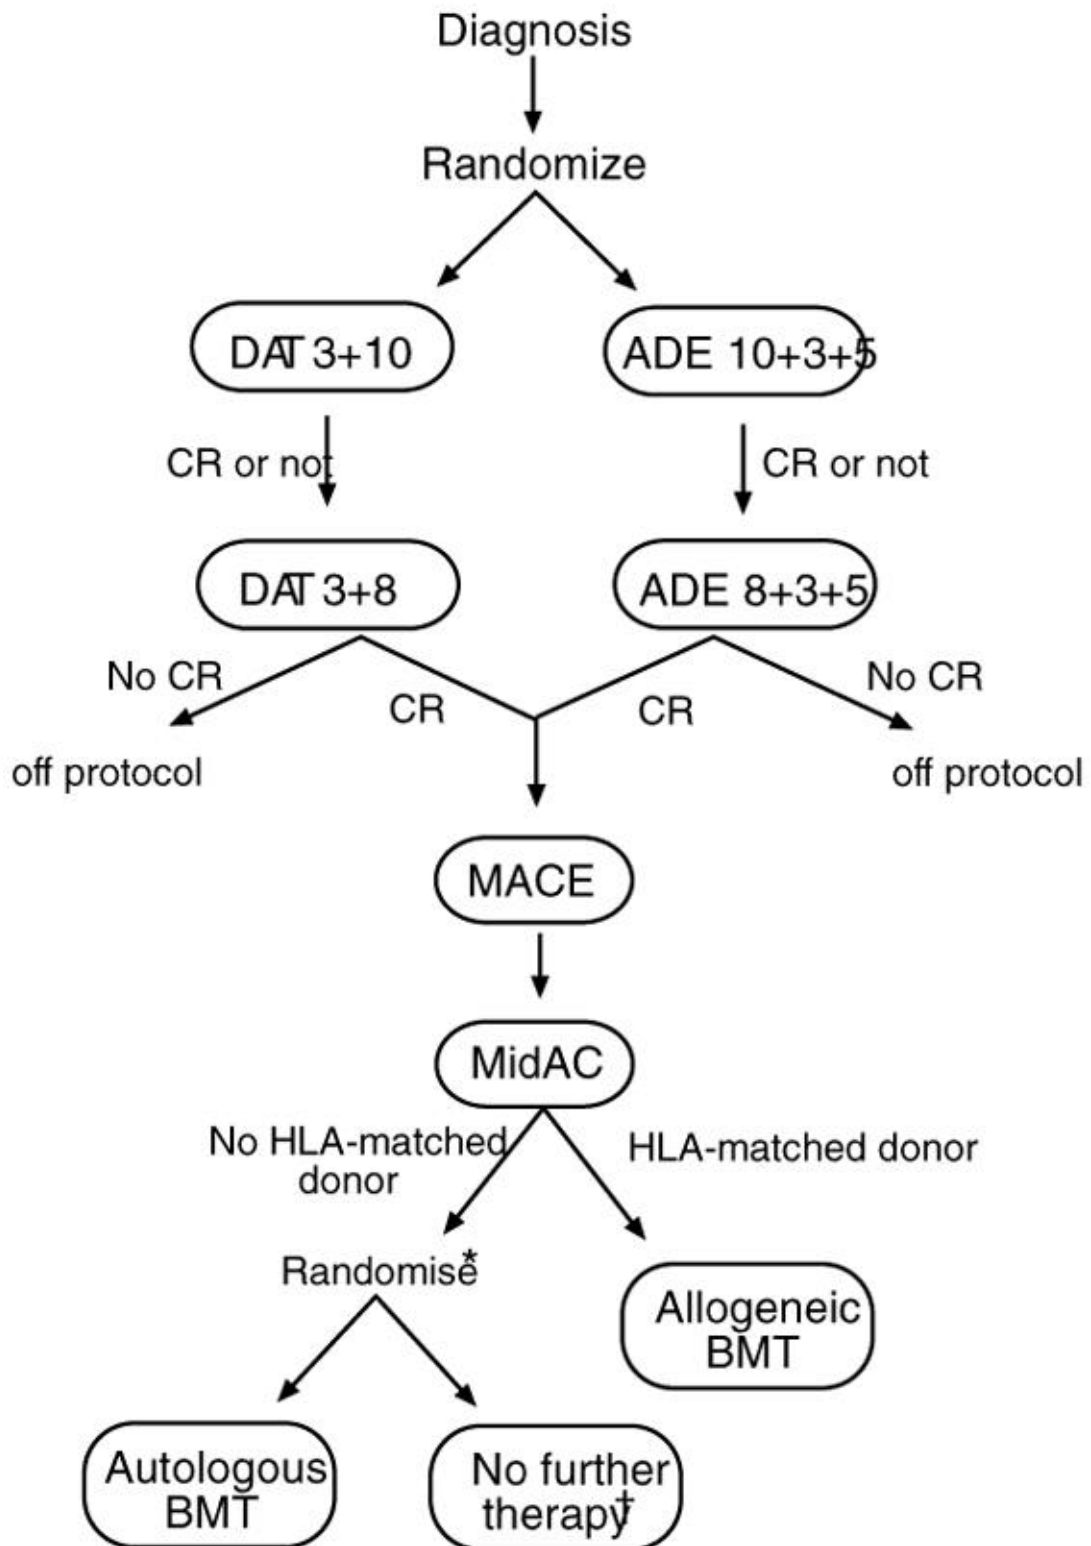 Diagnosis
Randomize
DAT 3+10
ADE 10+3+5
CR or not
CR or not
DAT 3+8
ADE 8+3+5
No CR
CR
CR
No CR
off protocol
off protocol
MACE
MidAC
No HLA-matched
donor
HLA-matched donor
Randomise*
Allogeneic
BMT
Autologous
BMT
No further
therapy†